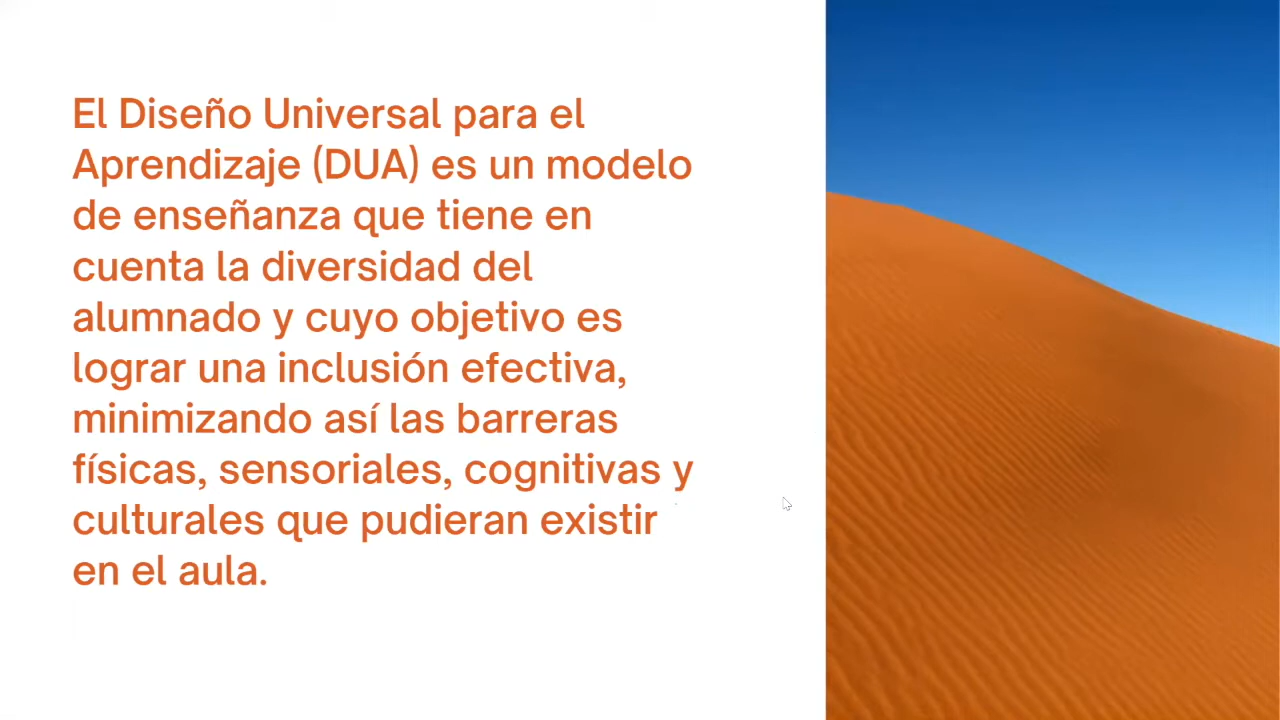 El Diseño Universal para el
Aprendizaje (DUA) es un modelo
de enseñanza que tiene en
cuenta la diversidad del
alumnado y cuyo objetivo es
lograr una inclusión efectiva,
minimizando así las barreras
físicas, sensoriales, cognitivas y
culturales que pudieran existir
en el aula.